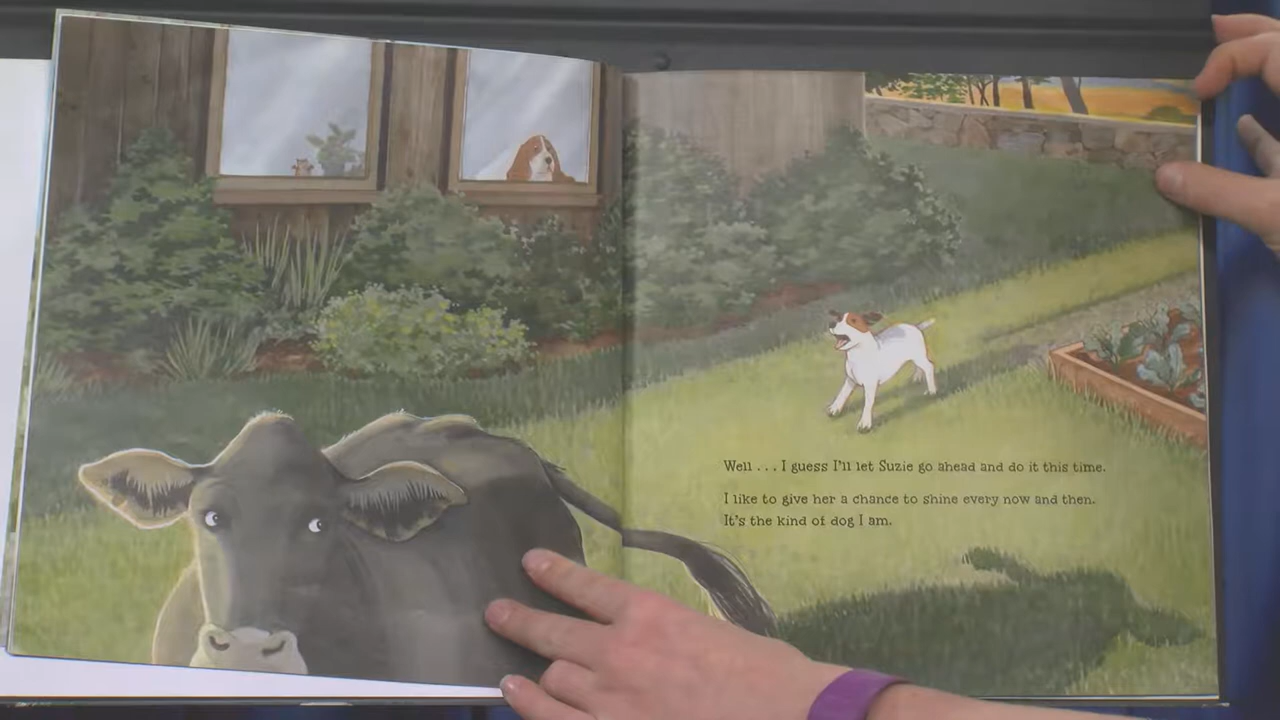 Well . . . I guess I'll let Suzie go ahead and do it this time.
I like to give her a chance to shine every now and then.
It's the kind of dog I am.